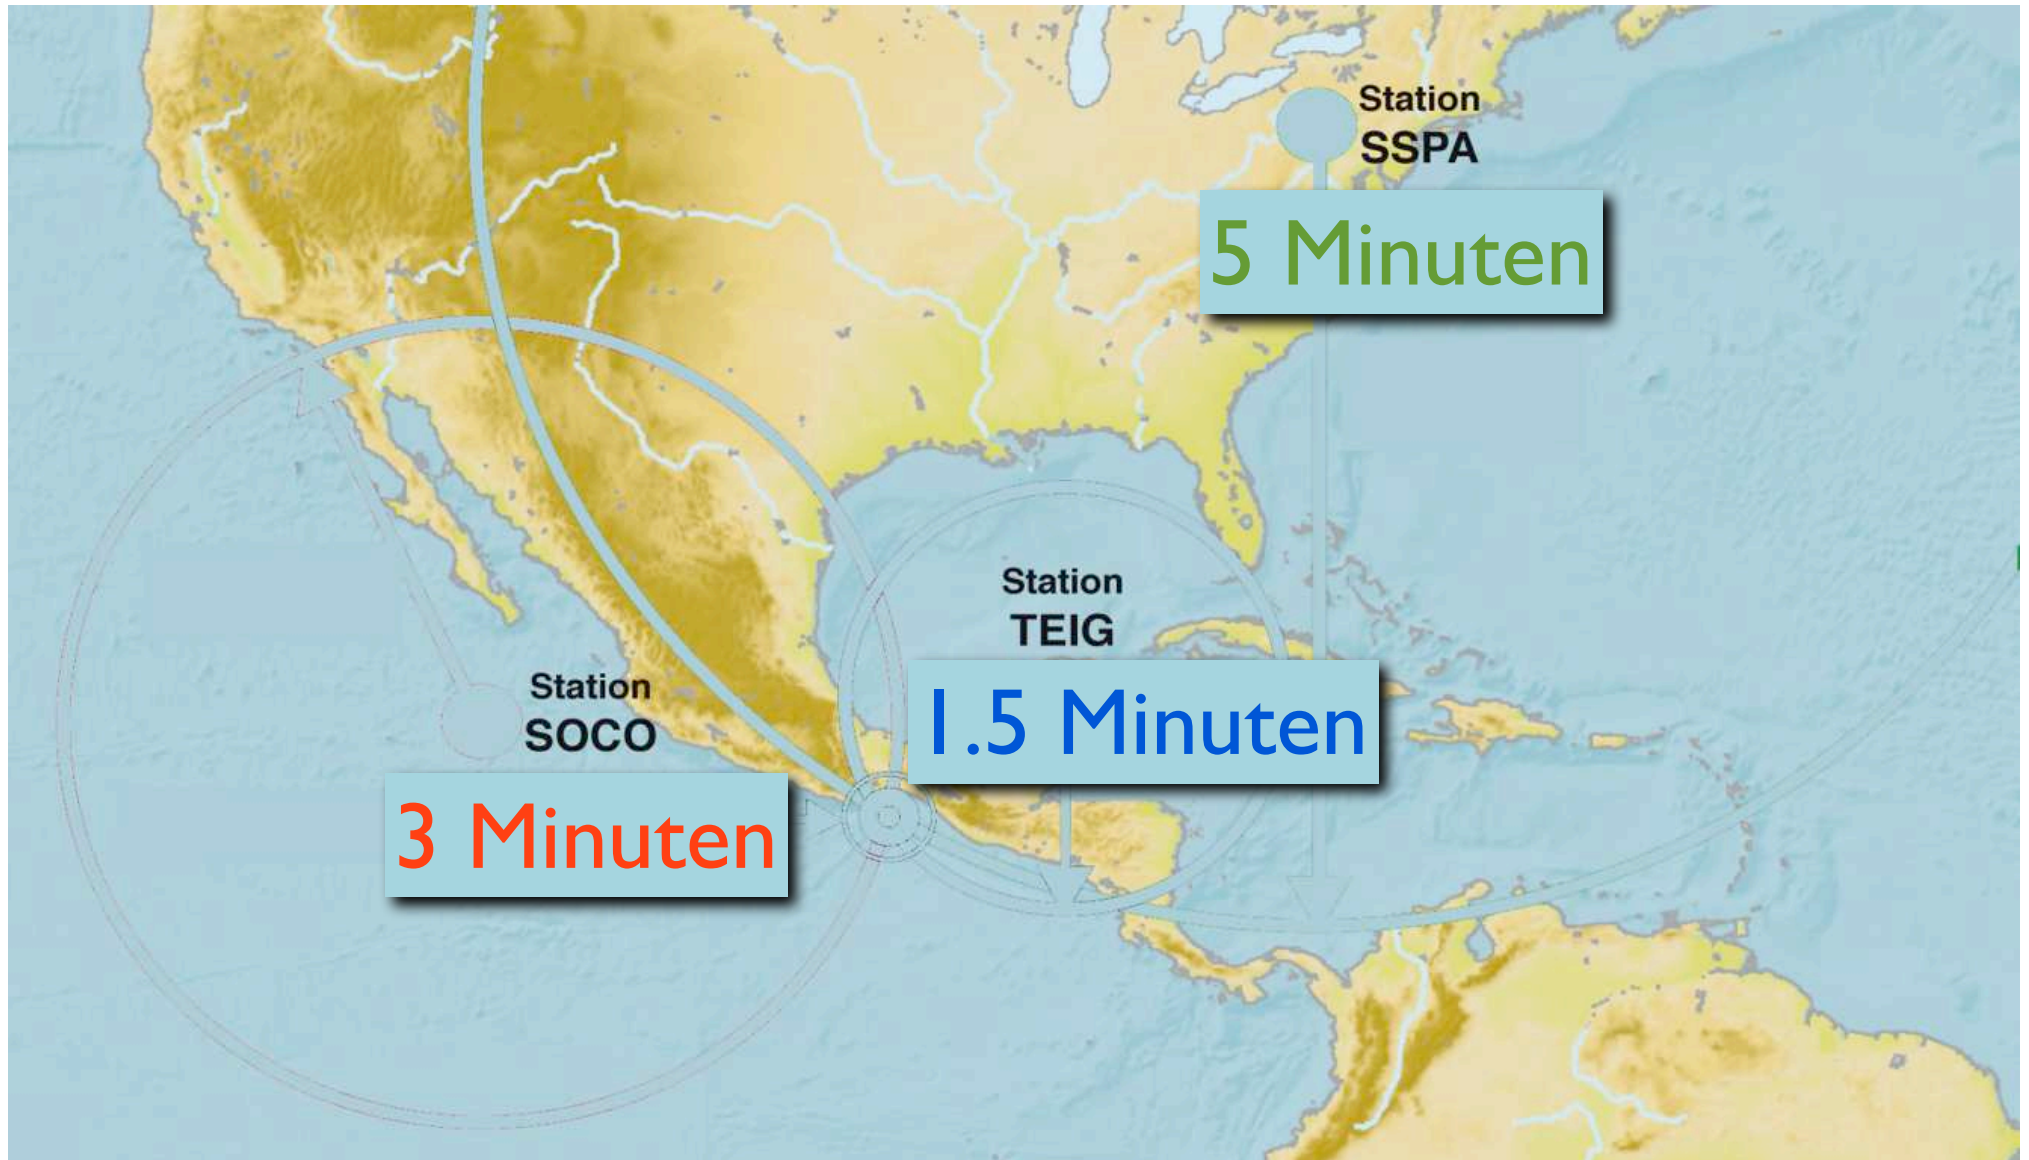 Station
SSPA
5 Minuten
Station
TEIG
1.5 Minuten
Station
SOCO
3 Minuten